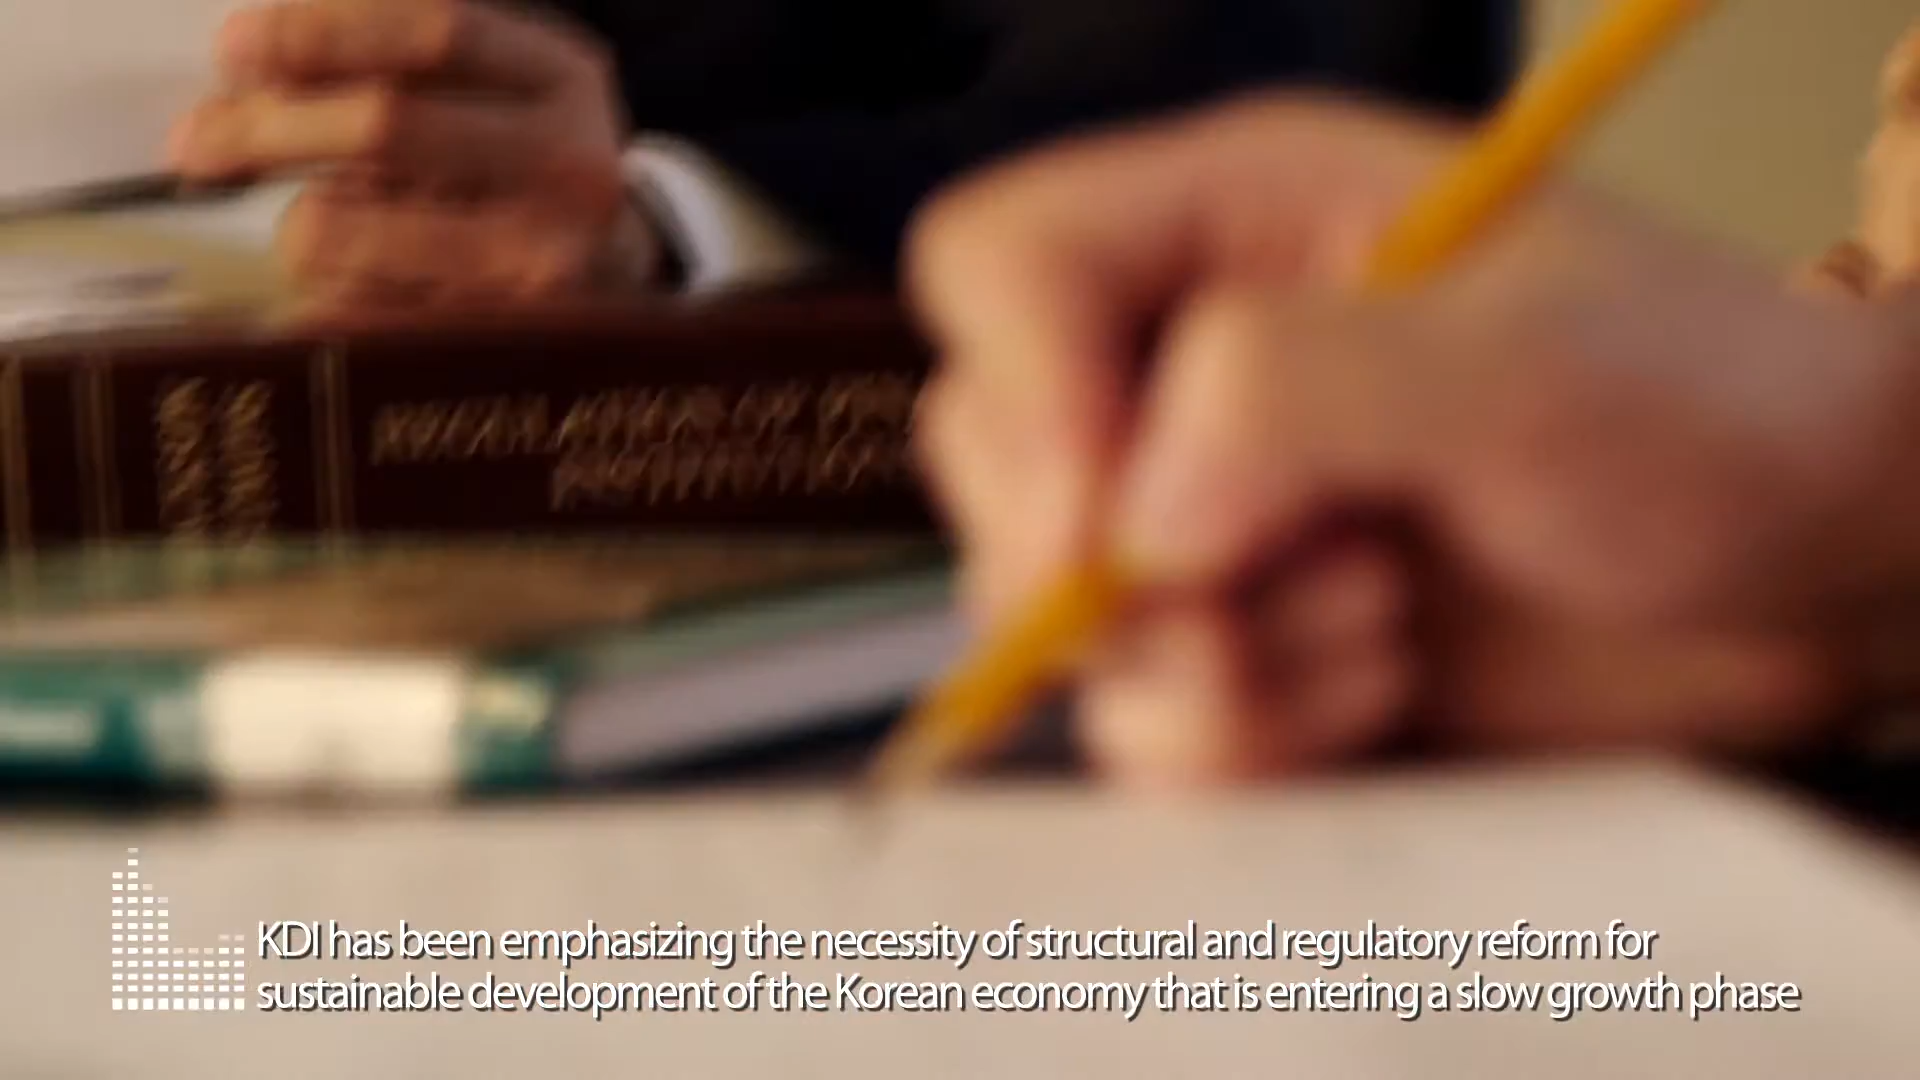 KDI has been emphasizing the necessity of structural and regulatory reform for
sustainable development of the Korean economy that is entering a slow growth phase